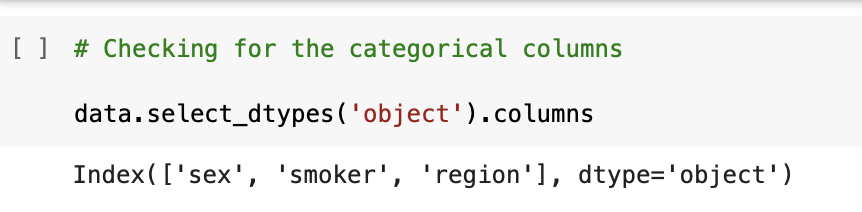 [ ] # Checking for the categorical columns
data.select_dtypes('object').columns
Index(['sex', 'smoker', 'region'], dtype='object')